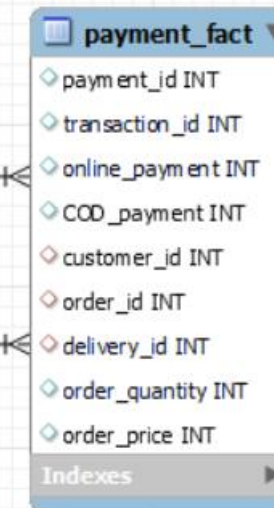 payment_fact
payment_id INT
transaction_id INT
online_payment INT
COD_payment INT
customer_id INT
order_id INT
delivery_id INT
order_quantity INT
order_price INT
Indexes